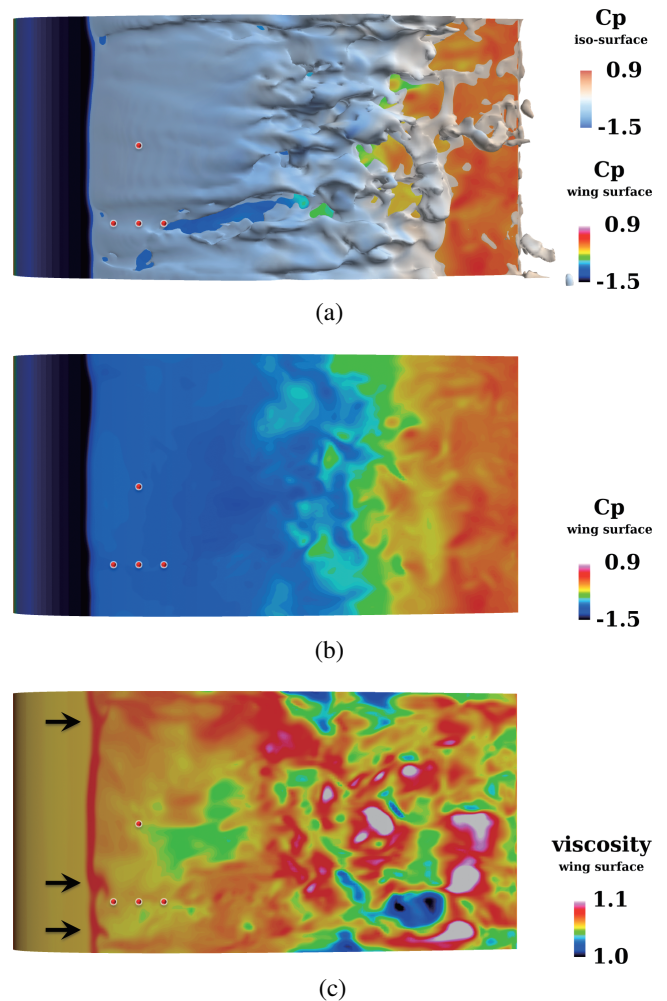 Cp
iso-surface
0.9
-1.5
Cp
wing surface
0.9
-1.5
(a)
Cp
wing surface
0.9
-1.5
(b)
viscosity
wing surface
1.1
1.0
(c)